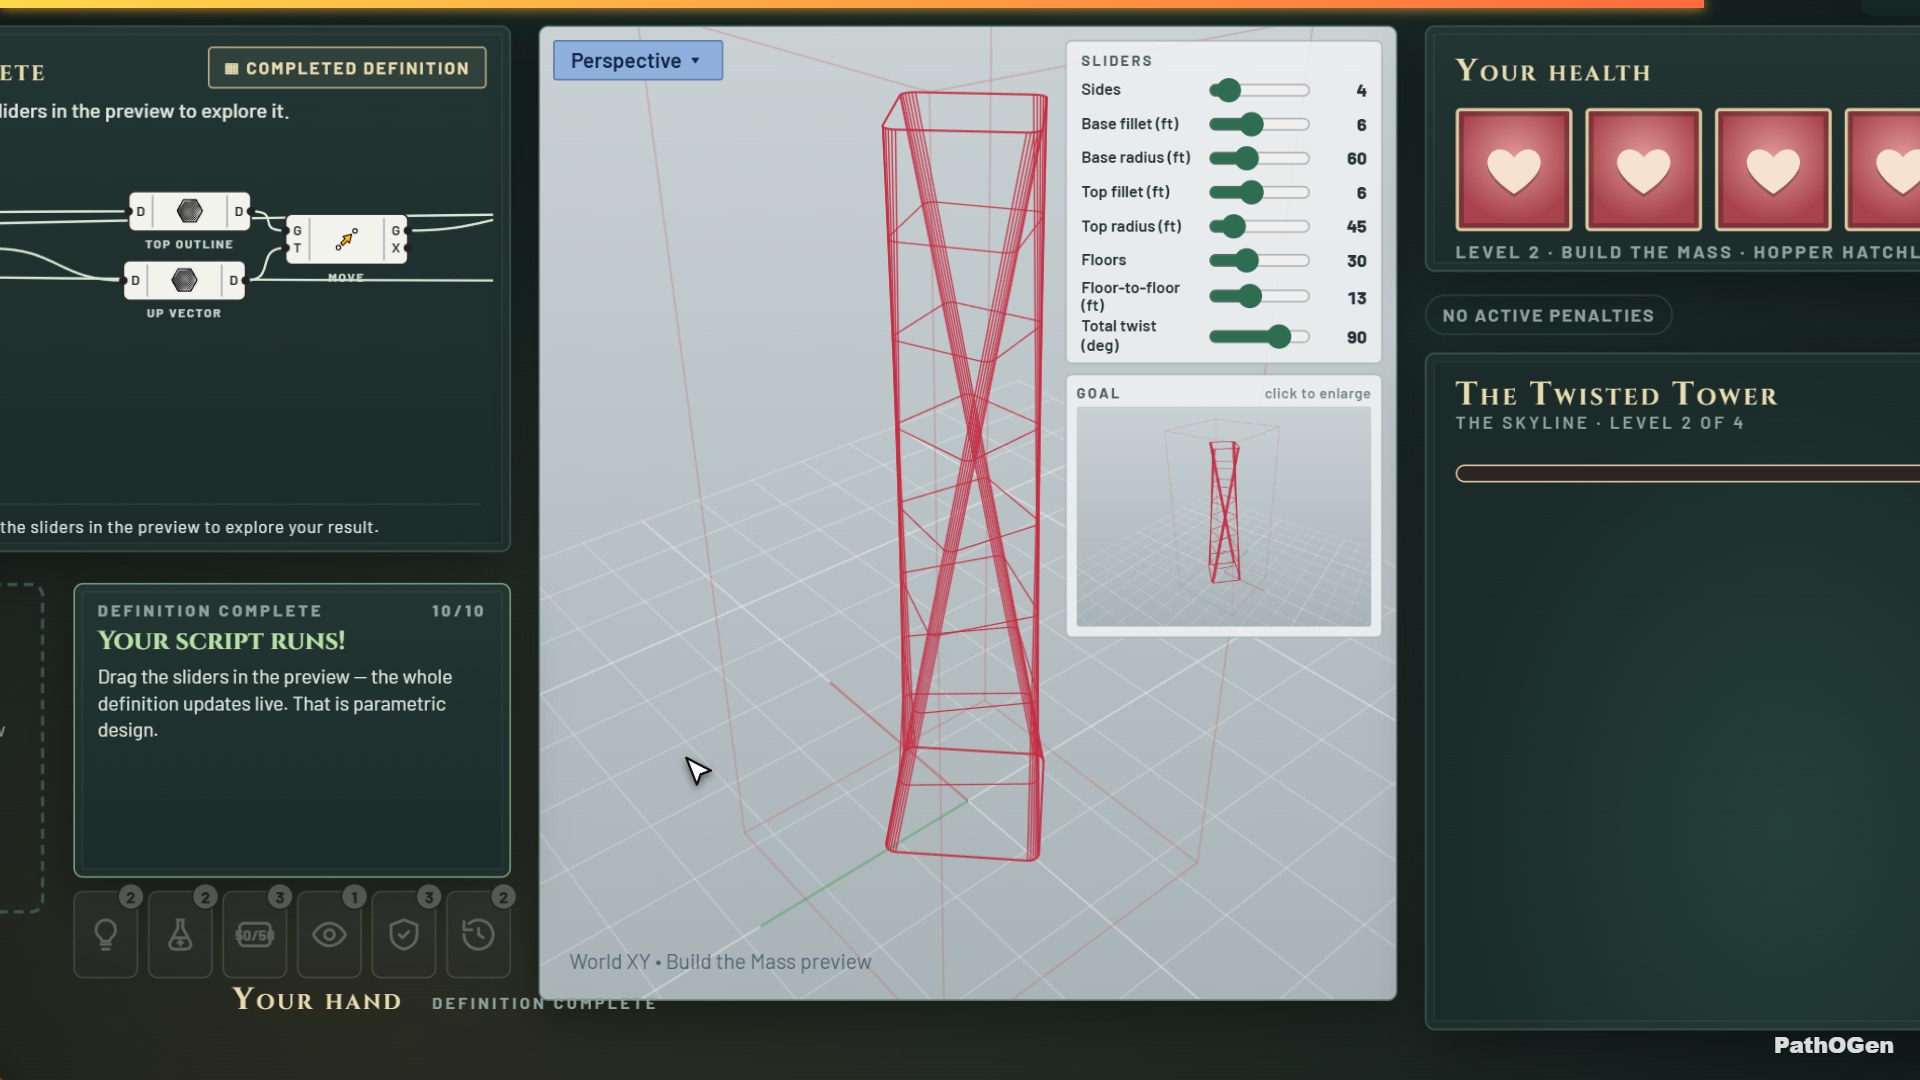 ETE
COMPLETED DEFINITION
liders in the preview to explore it.
D D
TOP OUTLINE
G G
T X
MOVE
D D
UP VECTOR
the sliders in the preview to explore your result.
DEFINITION COMPLETE 10/10
YOUR SCRIPT RUNS!
Drag the sliders in the preview — the whole
definition updates live. That is parametric
design.
2 2 3 1 3 2
50/50
YOUR HAND DEFINITION COMPLETE
Perspective
SLIDERS
Sides 4
Base fillet (ft) 6
Base radius (ft) 60
Top fillet (ft) 6
Top radius (ft) 45
Floors 30
Floor-to-floor
(ft) 13
Total twist
(deg) 90
GOAL click to enlarge
World XY • Build the Mass preview
YOUR HEALTH
LEVEL 2 · BUILD THE MASS · HOPPER HATCHL
NO ACTIVE PENALTIES
THE TWISTED TOWER
THE SKYLINE · LEVEL 2 OF 4
PathOGen